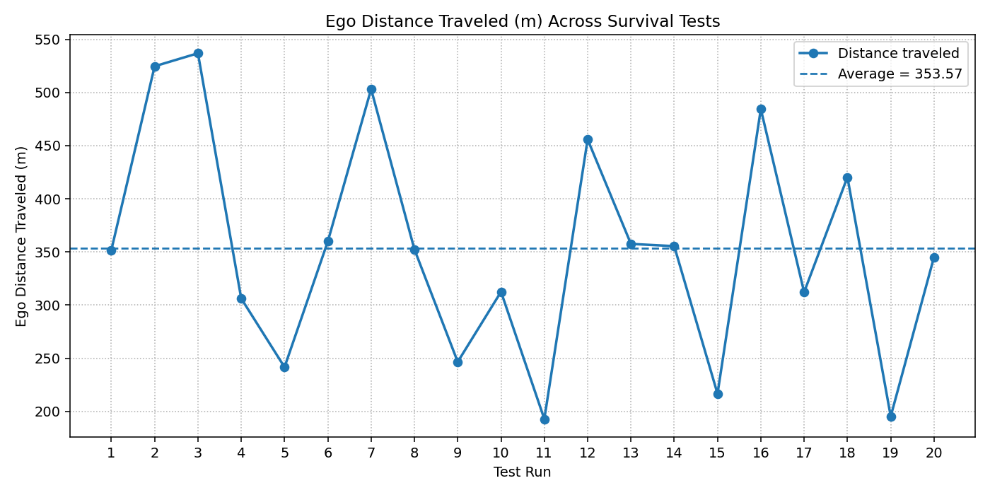 Ego Distance Traveled (m) Across Survival Tests
Ego Distance Traveled (m)
550
500
450
400
350
300
250
200
Distance traveled
Average = 353.57
1 2 3 4 5 6 7 8 9 10 11 12 13 14 15 16 17 18 19 20
Test Run